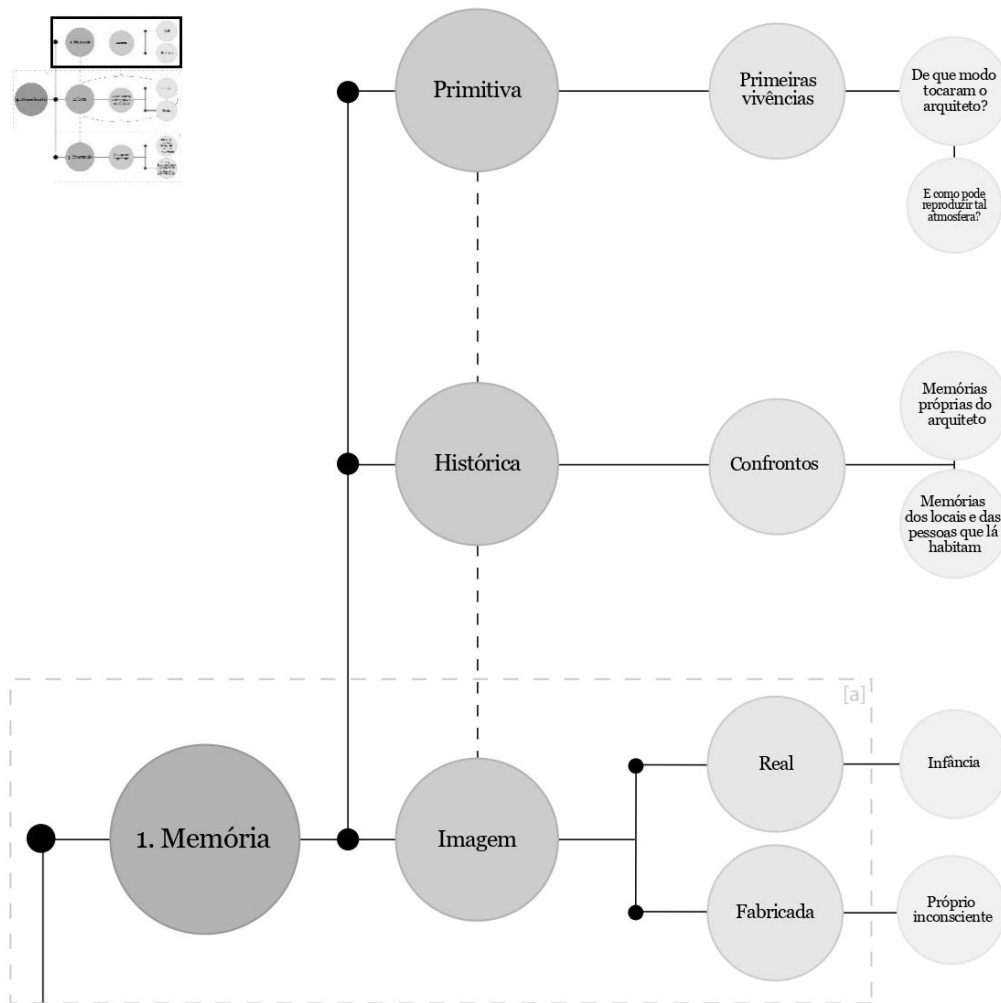 Primitiva
Primeiras
vivências
De que modo
tocaram o
arquiteto?
E como pode
reproduzir tal
atmosfera?
Histórica
Confrontos
Memórias
próprias do
arquiteto
Memórias
dos locais e das
pessoas que lá
habitam
[a]
1. Memória
Imagem
Real
Infância
Fabricada
Próprio
inconsciente